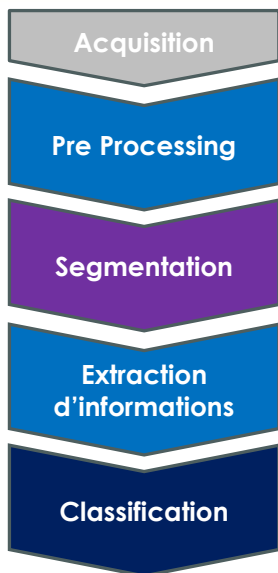 Acquisition
Pre Processing
Segmentation
Extraction
d'informations
Classification